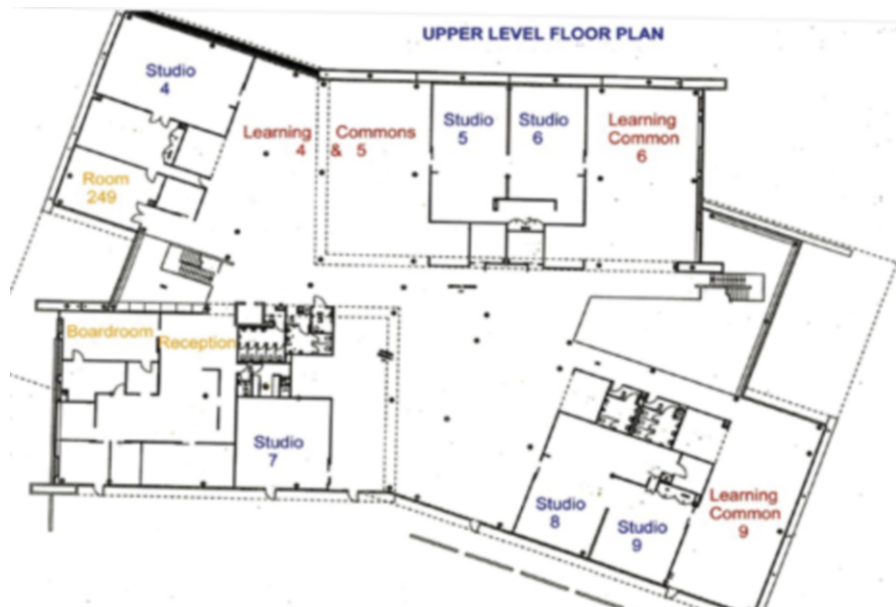 UPPER LEVEL FLOOR PLAN
Studio
4
Learning
4
&
Commons
5
Studio
5
Studio
6
Learning
Common
6
Room
249
Boardroom
Reception
Studio
7
Studio
8
Studio
9
Learning
Common
9